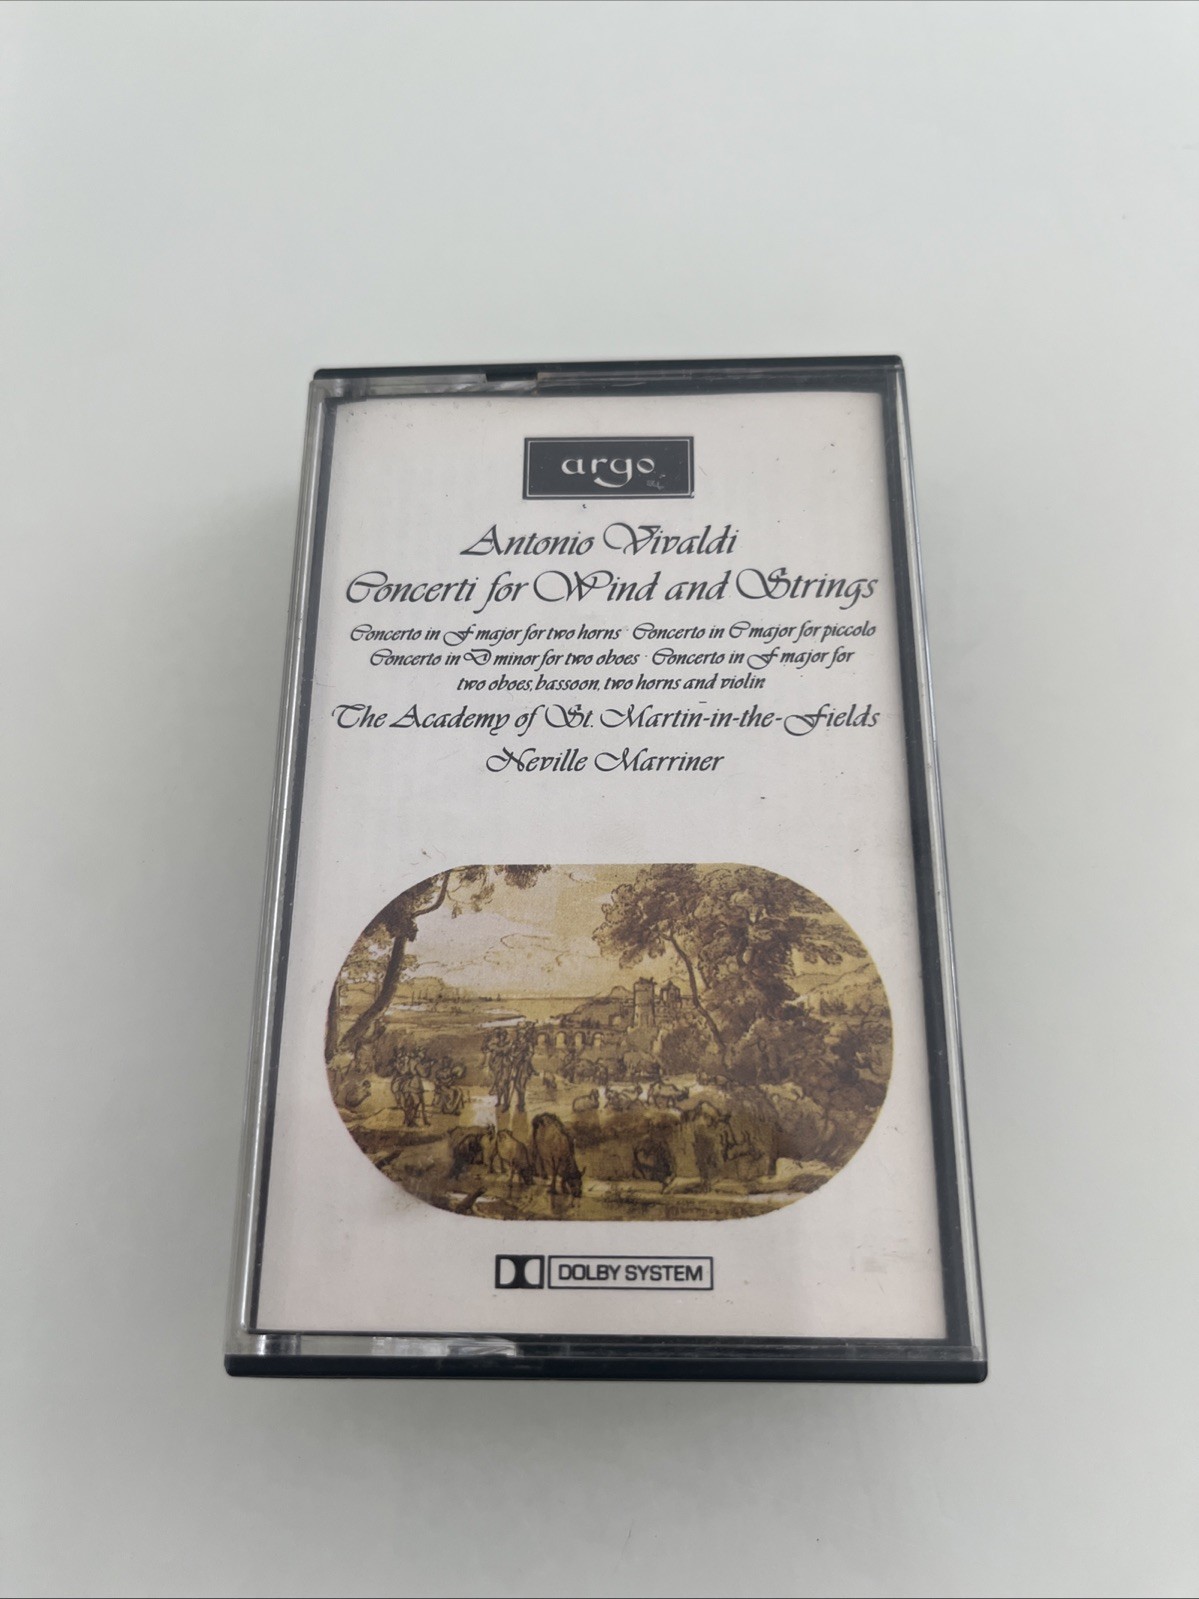 argo
Antonio Vivaldi
Concerti for Wind and Strings
Concerto in F major for two horns · Concerto in C major for piccolo
Concerto in D minor for two oboes · Concerto in F major for
two oboes, bassoon, two horns and violin
The Academy of St. Martin-in-the-Fields
Neville Marriner
DOLBY SYSTEM